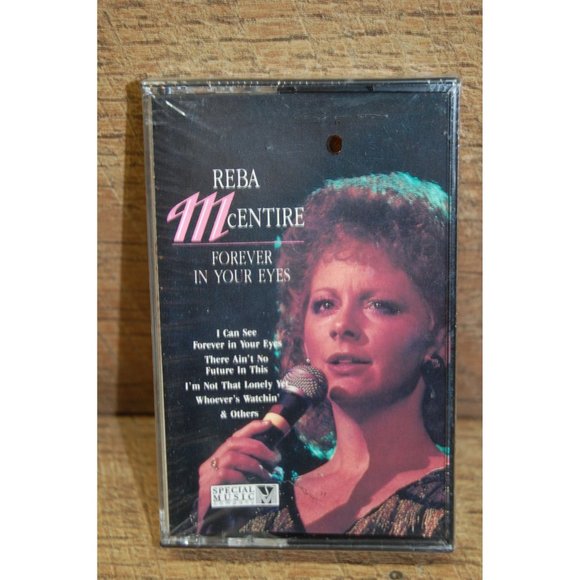 REBA
McENTIRE
FOREVER
IN YOUR EYES
I Can See
Forever in Your Eyes
There Ain't No
Future In This
I'm Not That Lonely Yet
Whoever's Watchin'
& Others
SPECIAL
MUSIC
COMPANY